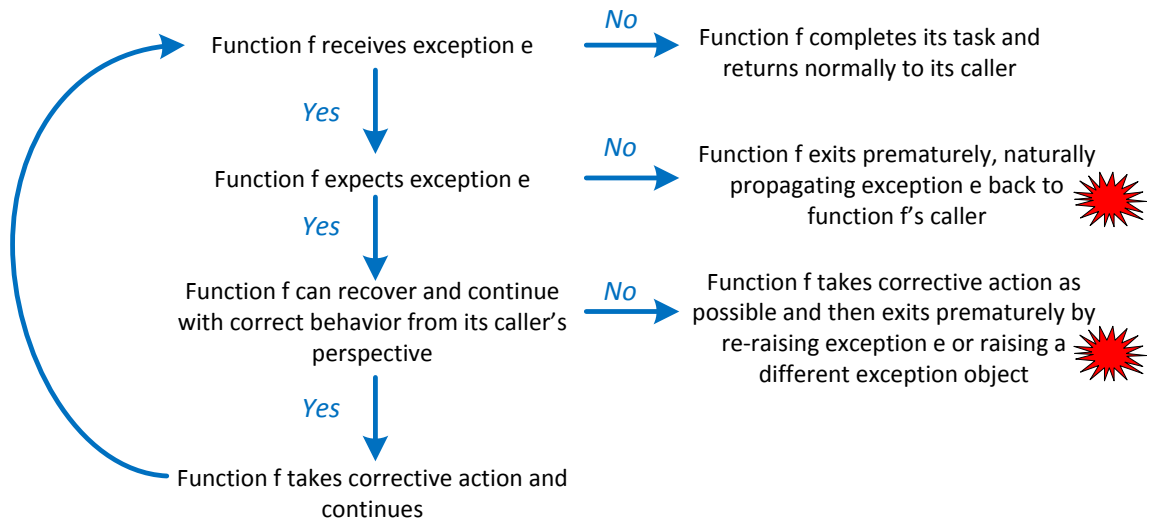 Function f receives exception e
No
Function f completes its task and
returns normally to its caller
Yes
Function f expects exception e
No
Function f exits prematurely, naturally
propagating exception e back to
function f’s caller
Yes
Function f can recover and continue
with correct behavior from its caller’s
perspective
No
Function f takes corrective action as
possible and then exits prematurely by
re-raising exception e or raising a
different exception object
Yes
Function f takes corrective action and
continues